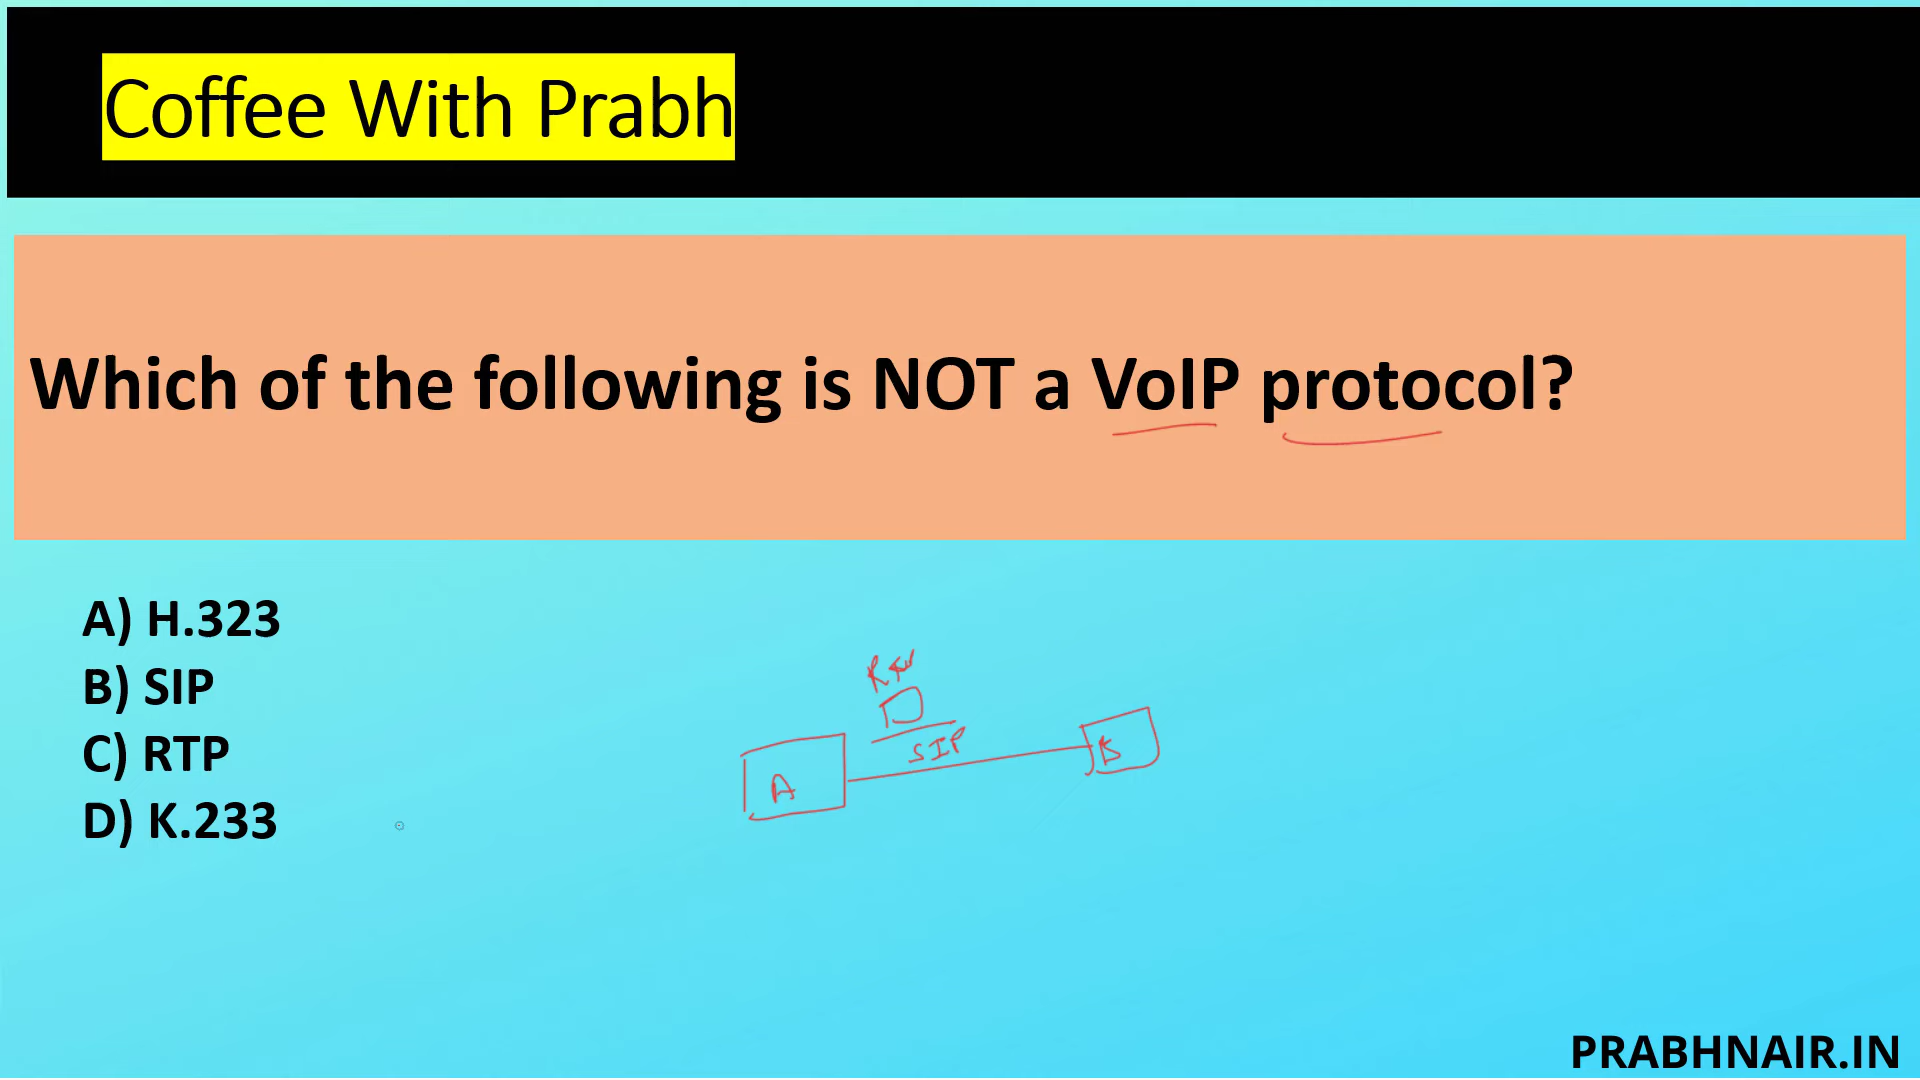 Coffee With Prabh
Which of the following is NOT a VoIP protocol?
A) H.323
B) SIP
C) RTP
D) K.233
SIP
A
B
PRABHNAIR.IN